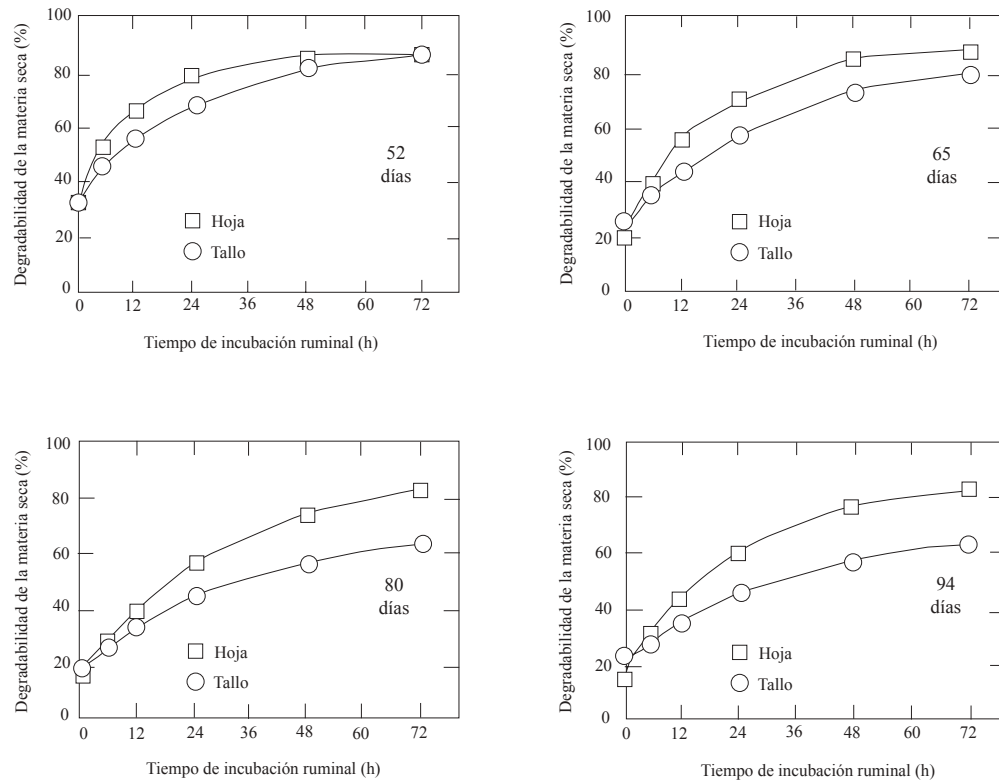 Degradabilidad de la materia seca (%)
100
80
60
40
20
0
52
días
Hoja
Tallo
0 12 24 36 48 60 72
Tiempo de incubación ruminal (h)
Degradabilidad de la materia seca (%)
100
80
60
40
20
0
65
días
Hoja
Tallo
0 12 24 36 48 60 72
Tiempo de incubación ruminal (h)
Degradabilidad de la materia seca (%)
100
80
60
40
20
0
80
días
Hoja
Tallo
0 12 24 36 48 60 72
Tiempo de incubación ruminal (h)
Degradabilidad de la materia seca (%)
100
80
60
40
20
0
94
días
Hoja
Tallo
0 12 24 36 48 60 72
Tiempo de incubación ruminal (h)